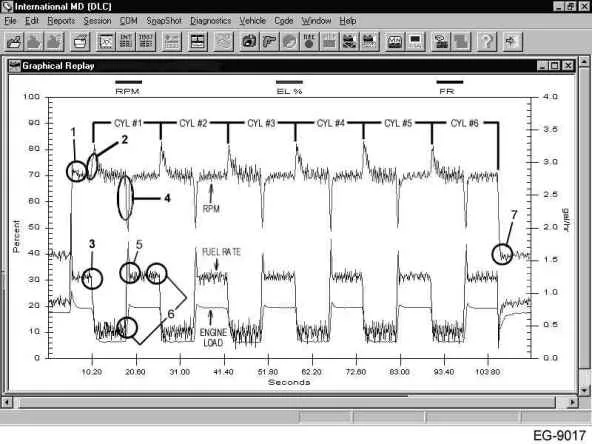 International MD [DLC]
File Edit Reports Session COM SnapShot Diagnostics Vehicle Code Window Help
Graphical Replay
RPM EL % FR
1.00 4.0
90 3.5
80 3.0
70 2.5
60
50 2.0
40 1.5
30 1.0
20
10 0.5
0 0.0
Percent
gal/hr
CYL #1 CYL #2 CYL #3 CYL #4 CYL #5 CYL #6
1 2 3 4 5 6 7
RPM
FUEL RATE
ENGINE
LOAD
10.20 20.60 31.00 41.40 51.80 62.20 72.60 83.00 93.40 103.80
Seconds
EG-9017